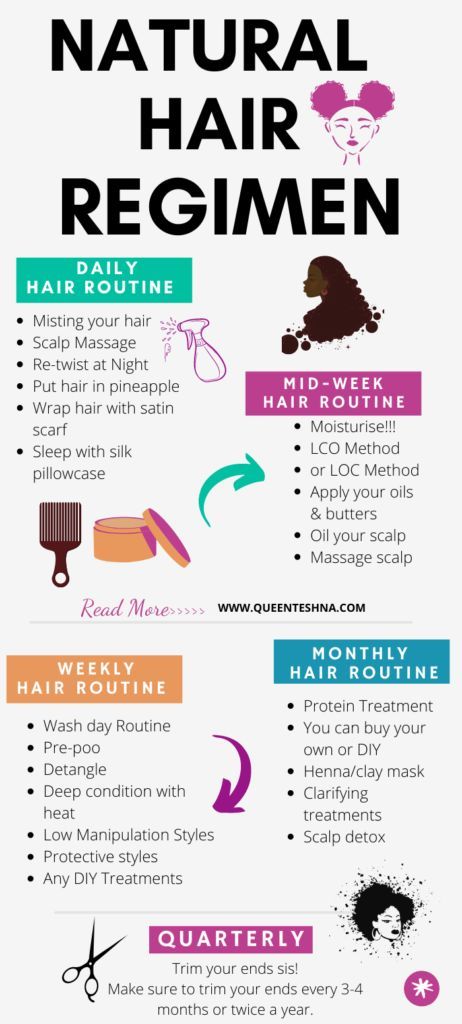 NATURAL
HAIR
REGIMEN
DAILY
HAIR ROUTINE
• Misting your hair
• Scalp Massage
• Re-twist at Night
• Put hair in pineapple
• Wrap hair with satin
scarf
• Sleep with silk
pillowcase
MID-WEEK
HAIR ROUTINE
• Moisturise!!!
• LCO Method
• or LOC Method
• Apply your oils
& butters
• Oil your scalp
• Massage scalp
Read More>>>>> WWW.QUEENTESHNA.COM
WEEKLY
HAIR ROUTINE
• Wash day Routine
• Pre-poo
• Detangle
• Deep condition with
heat
• Low Manipulation Styles
• Protective styles
• Any DIY Treatments
MONTHLY
HAIR ROUTINE
• Protein Treatment
• You can buy your
own or DIY
• Henna/clay mask
• Clarifying
treatments
• Scalp detox
QUARTERLY
Trim your ends sis!
Make sure to trim your ends every 3-4
months or twice a year.